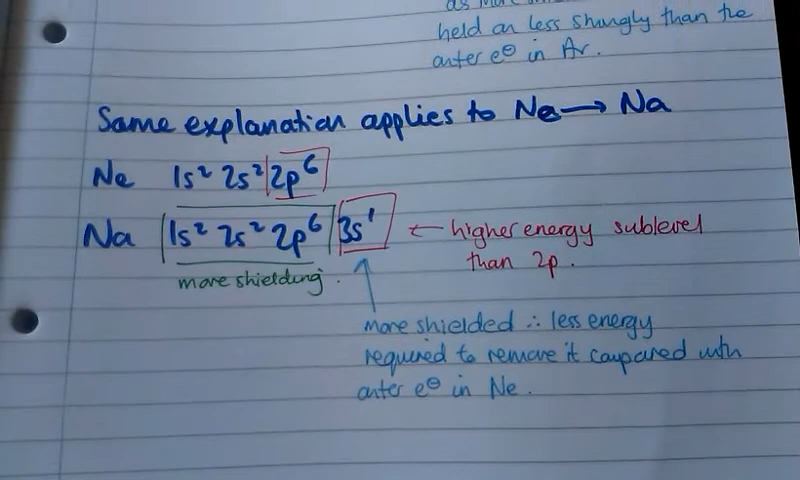 as more
held on less strongly than the
outer e⊖ in Ar.
Same explanation applies to Ne → Na
Ne 1s² 2s² 2p⁶
Na 1s² 2s² 2p⁶ 3s¹ ← higher energy sublevel
than 2p.
more shielding.
More shielded ∴ less energy
required to remove it compared with
outer e⊖ in Ne.